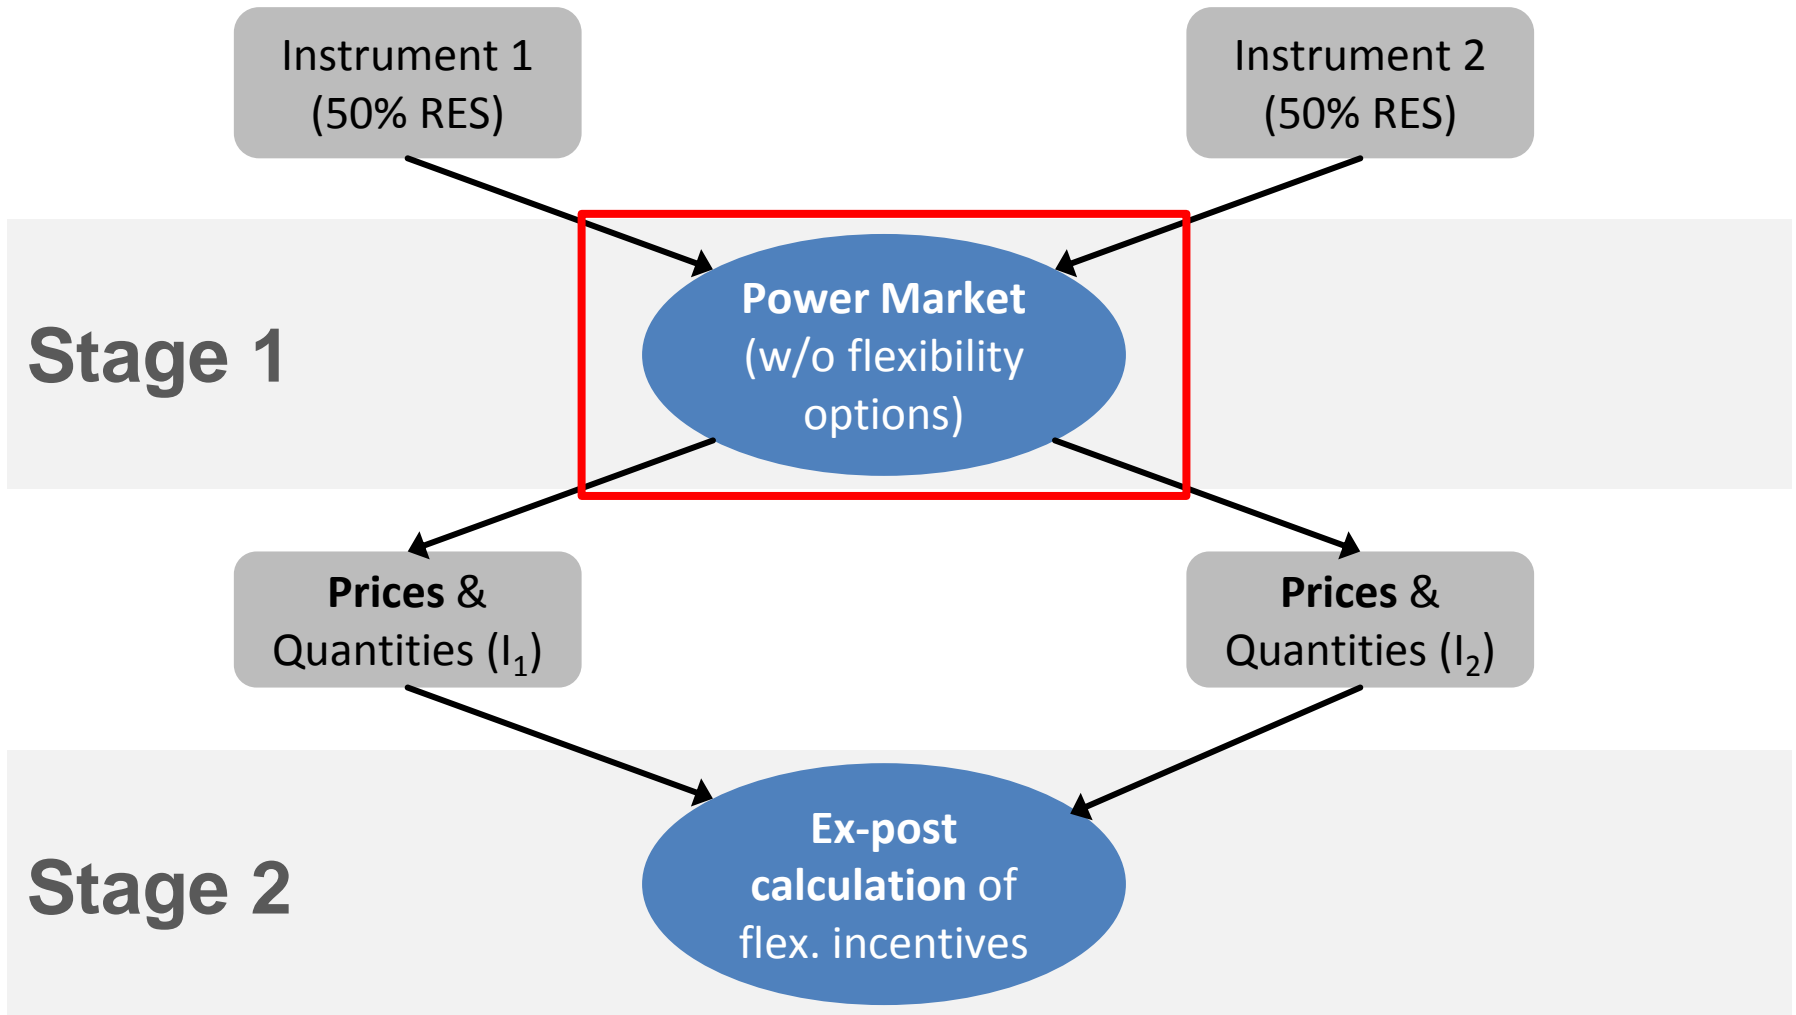 Instrument 1
(50% RES)
Instrument 2
(50% RES)
Stage 1
Power Market
(w/o flexibility
options)
Prices &
Quantities (I₁)
Prices &
Quantities (I₂)
Stage 2
Ex-post
calculation of
flex. incentives